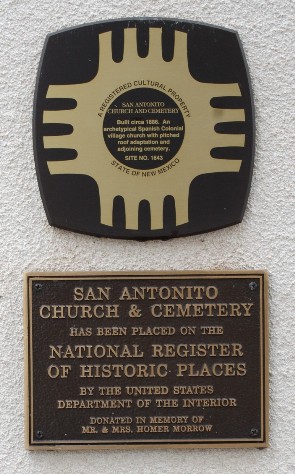 A REGISTERED CULTURAL PROPERTY
SAN ANTONITO
CHURCH AND CEMETERY
Built circa 1886. An
archetypical Spanish Colonial
village church with pitched
roof adaptation and
adjoining cemetery.
SITE NO. 1643
STATE OF NEW MEXICO
SAN ANTONITO
CHURCH & CEMETERY
HAS BEEN PLACED ON THE
NATIONAL REGISTER
OF HISTORIC PLACES
BY THE UNITED STATES
DEPARTMENT OF THE INTERIOR
DONATED IN MEMORY OF
MR. & MRS. HOMER MORROW